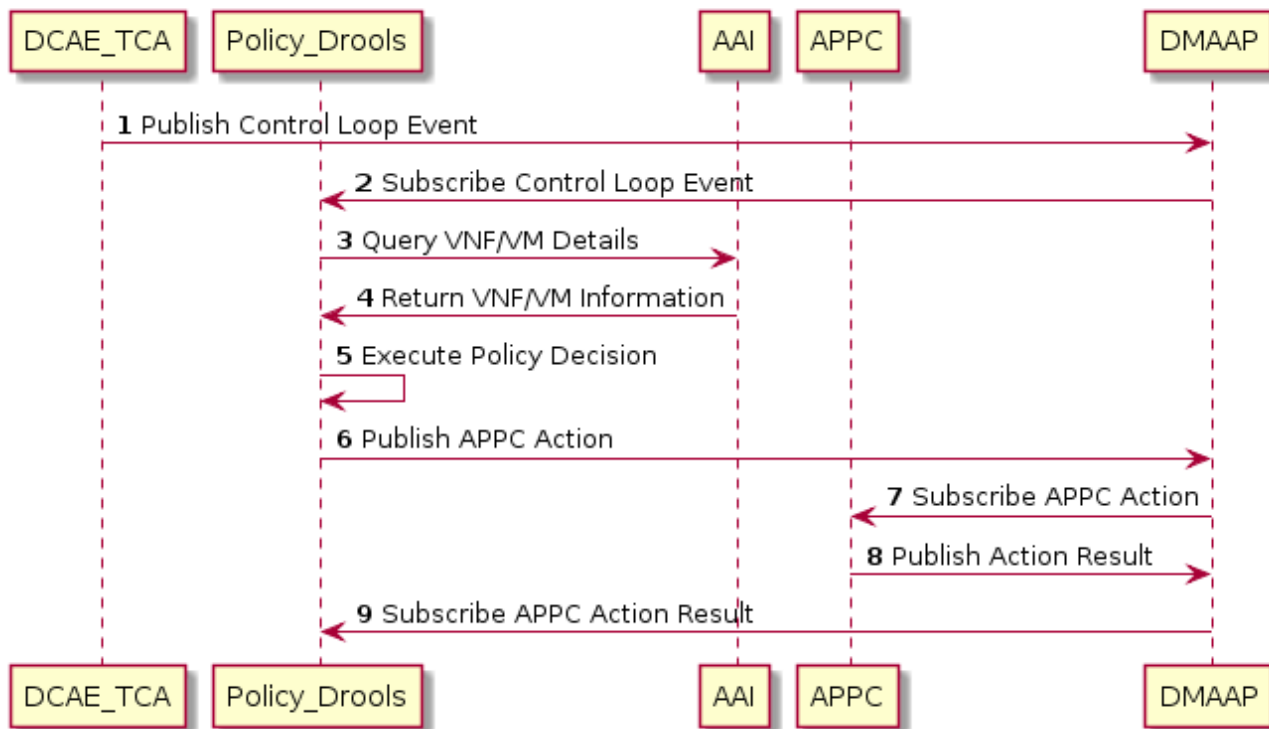 DCAE_TCA Policy_Drools AAI APPC DMAAP
1 Publish Control Loop Event
2 Subscribe Control Loop Event
3 Query VNF/VM Details
4 Return VNF/VM Information
5 Execute Policy Decision
6 Publish APPC Action
7 Subscribe APPC Action
8 Publish Action Result
9 Subscribe APPC Action Result
DCAE_TCA Policy_Drools AAI APPC DMAAP